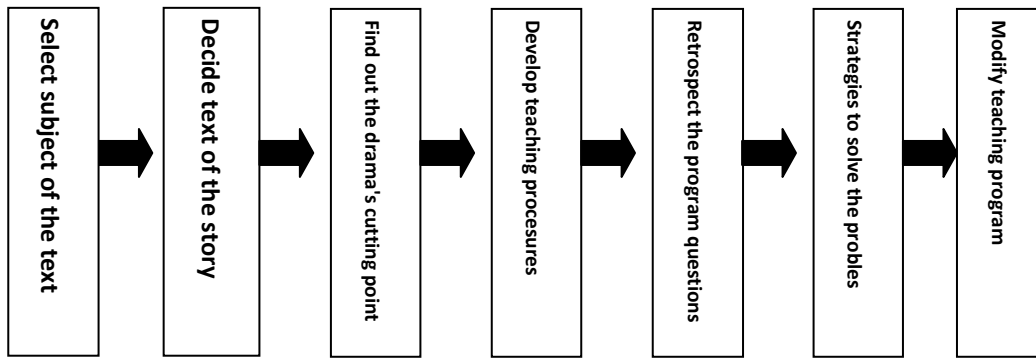 Select subject of the text
Decide text of the story
Find out the drama's cutting point
Develop teaching procesures
Retrospect the program questions
Strategies to solve the probles
Modify teaching program